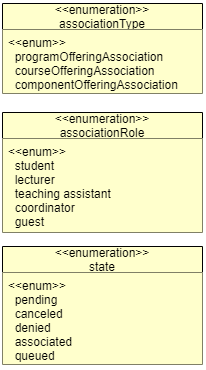 <<enumeration>>
associationType
<<enum>>
programOfferingAssociation
courseOfferingAssociation
componentOfferingAssociation
<<enumeration>>
associationRole
<<enum>>
student
lecturer
teaching assistant
coordinator
guest
<<enumeration>>
state
<<enum>>
pending
canceled
denied
associated
queued